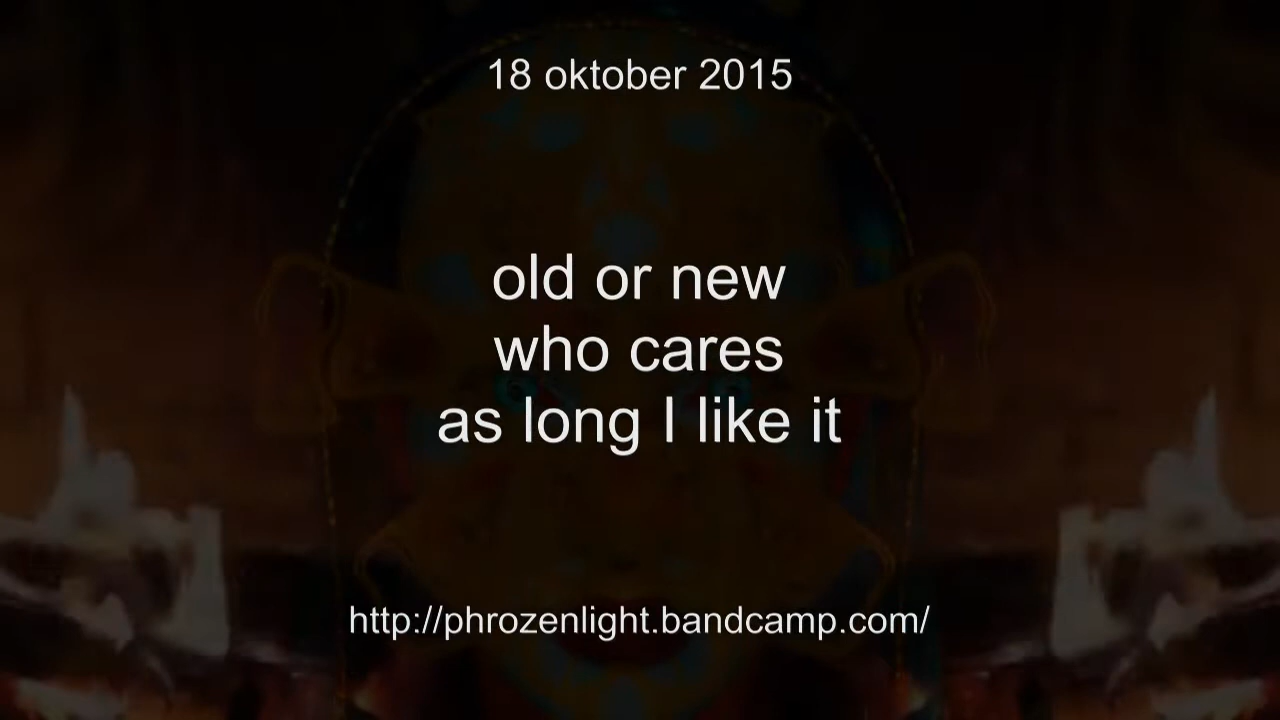 18 oktober 2015
old or new
who cares
as long I like it
http://phrozenlight.bandcamp.com/